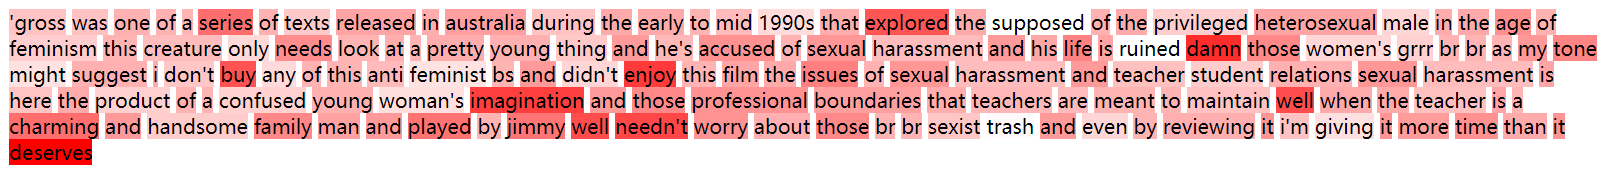 'gross was one of a series of texts released in australia during the early to mid 1990s that explored the supposed of the privileged heterosexual male in the age of
feminism this creature only needs look at a pretty young thing and he's accused of sexual harassment and his life is ruined damn those women's grrr br br as my tone
might suggest i don't buy any of this anti feminist bs and didn't enjoy this film the issues of sexual harassment and teacher student relations sexual harassment is
here the product of a confused young woman's imagination and those professional boundaries that teachers are meant to maintain well when the teacher is a
charming and handsome family man and played by jimmy well needn't worry about those br br sexist trash and even by reviewing it i'm giving it more time than it
deserves